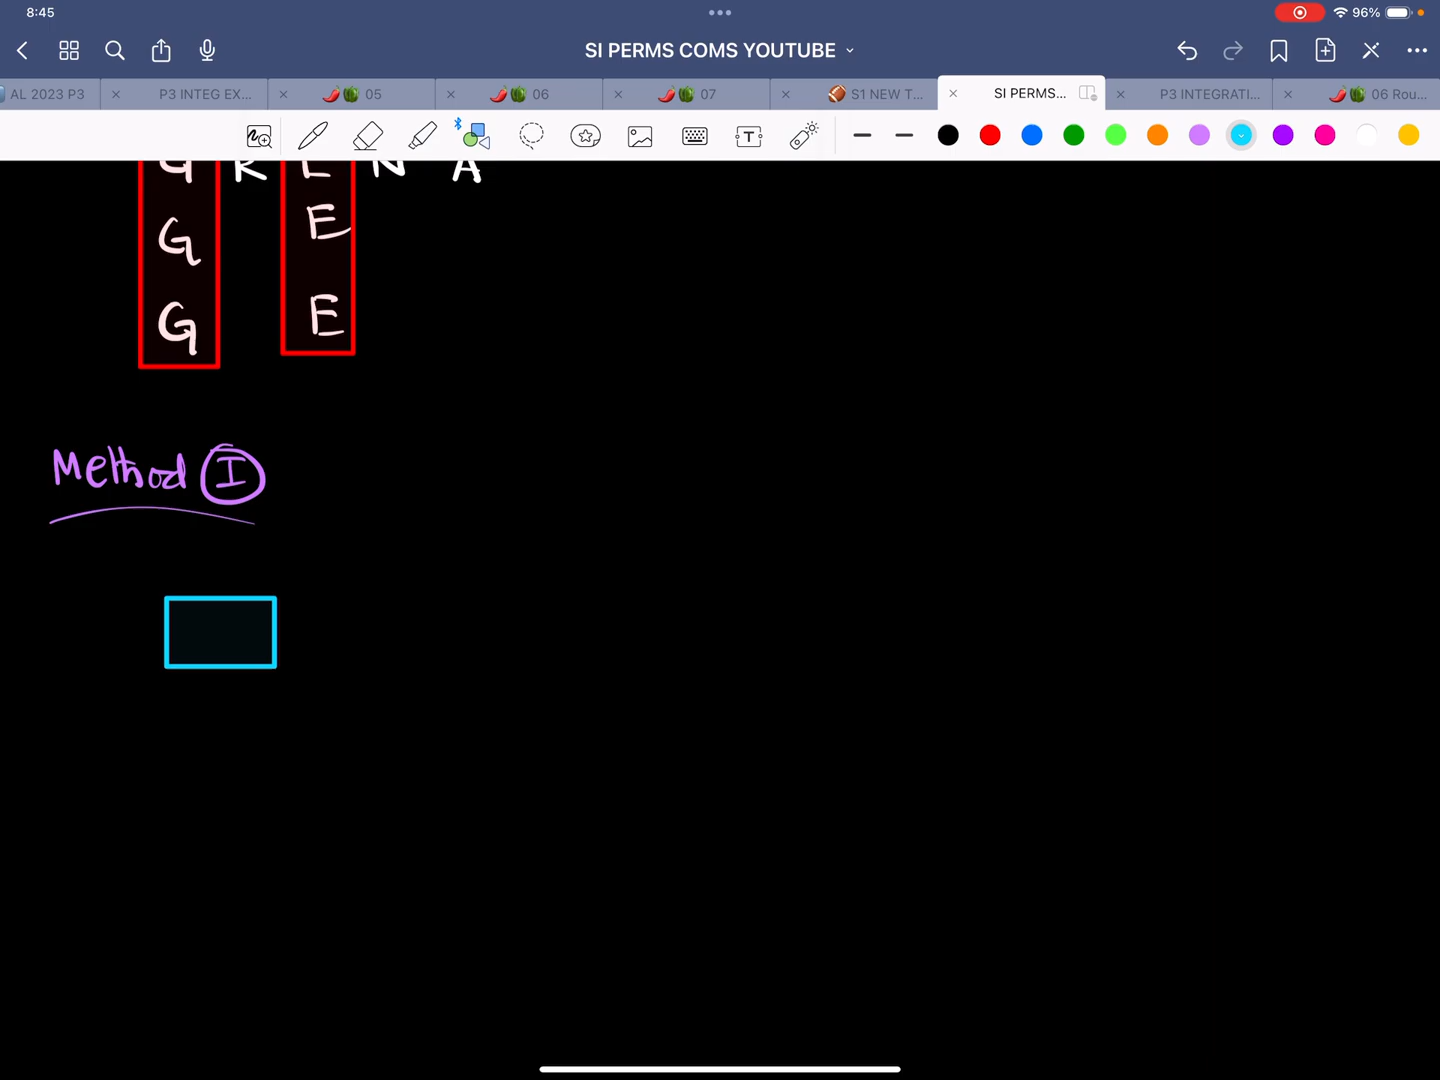 8:45
96%
SI PERMS COMS YOUTUBE
AL 2023 P3
P3 INTEG EX...
05
06
07
S1 NEW T...
SI PERMS...
P3 INTEGRATI...
06 Rou...
T
G R E N A
G E
G E
Method I